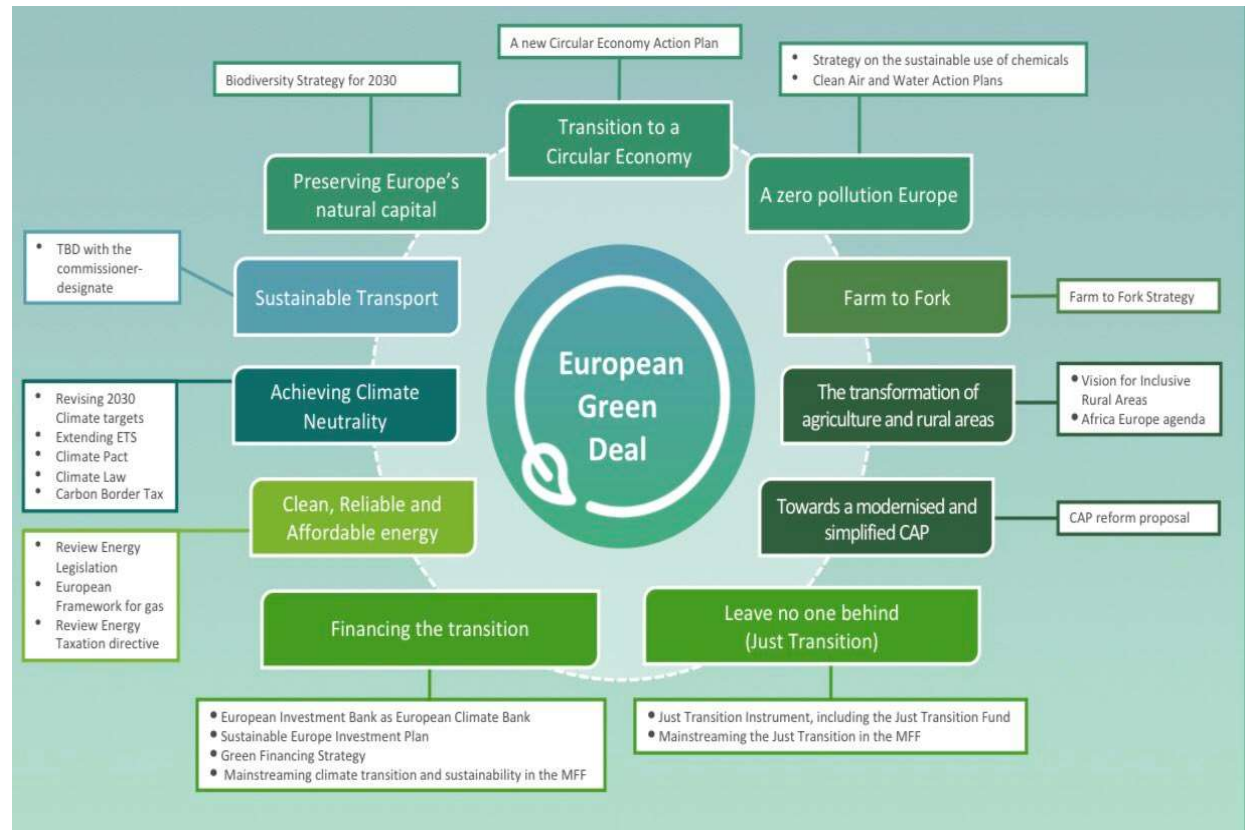 A new Circular Economy Action Plan
Biodiversity Strategy for 2030
• Strategy on the sustainable use of chemicals
• Clean Air and Water Action Plans
Transition to a
Circular Economy
Preserving Europe's
natural capital
A zero pollution Europe
• TBD with the
commissioner-
designate
Sustainable Transport
Farm to Fork
Farm to Fork Strategy
European
Green
Deal
• Revising 2030
Climate targets
• Extending ETS
• Climate Pact
• Climate Law
• Carbon Border Tax
Achieving Climate
Neutrality
The transformation of
agriculture and rural areas
• Vision for Inclusive
Rural Areas
• Africa Europe agenda
Clean, Reliable and
Affordable energy
Towards a modernised and
simplified CAP
CAP reform proposal
• Review Energy
Legislation
• European
Framework for gas
• Review Energy
Taxation directive
Financing the transition
Leave no one behind
(Just Transition)
• European Investment Bank as European Climate Bank
• Sustainable Europe Investment Plan
• Green Financing Strategy
• Mainstreaming climate transition and sustainability in the MFF
• Just Transition Instrument, including the Just Transition Fund
• Mainstreaming the Just Transition in the MFF